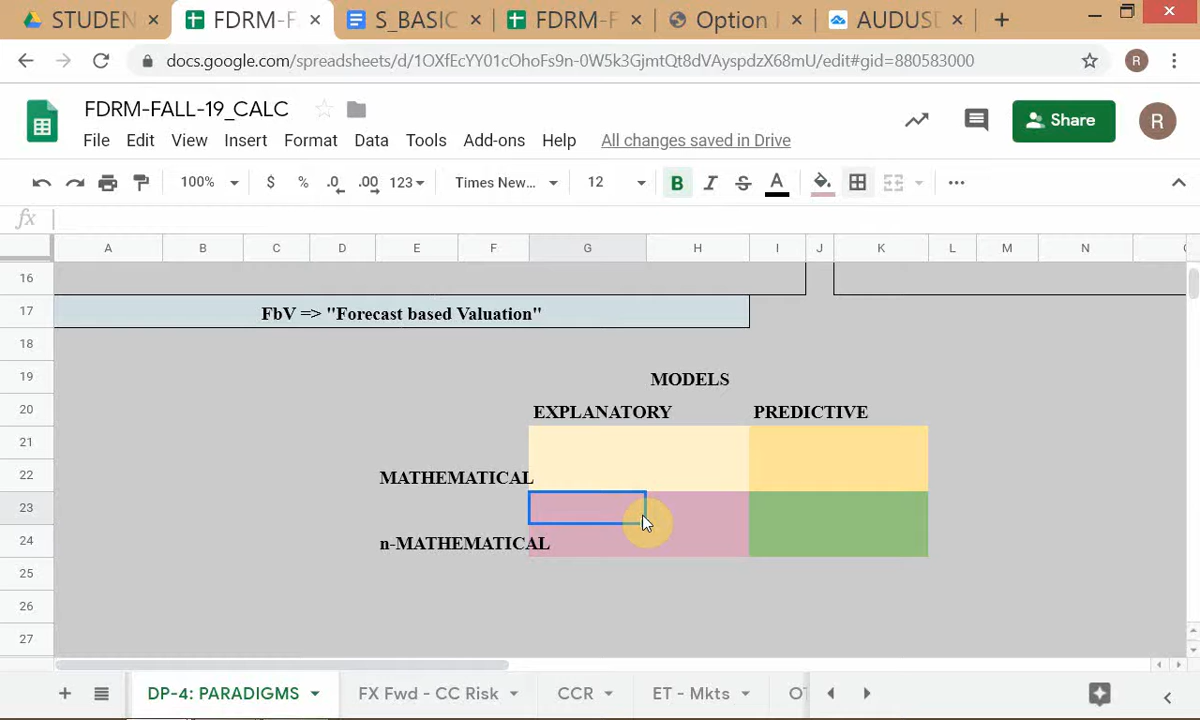 STUDEN
FDRM-F
S_BASIC
FDRM-F
Option
AUDUSD
docs.google.com/spreadsheets/d/1OXfEcYY01cOhoFs9n-0W5k3GjmtQt8dVAyspdzX68mU/edit#gid=880583000
R
FDRM-FALL-19_CALC
File Edit View Insert Format Data Tools Add-ons Help All changes saved in Drive
Share
R
100% $ % .0 .00 123 Times New... 12 B I S A
fx
A B C D E F G H I J K L M N
16
17 FbV => "Forecast based Valuation"
18
19 MODELS
20 EXPLANATORY PREDICTIVE
21
22 MATHEMATICAL
23
24 n-MATHEMATICAL
25
26
27
DP-4: PARADIGMS FX Fwd - CC Risk CCR ET - Mkts